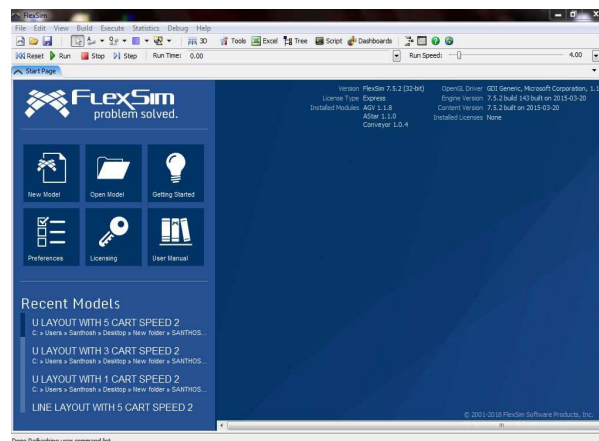 FlexSim
File Edit View Build Execute Statistics Debug Help
3D Tools Excel Tree Script Dashboards
Reset Run Stop Step Run Time: 0.00 Run Speed: 4.00
Start Page
FLEXSIM
problem solved.
Version FlexSim 7.5.2 (32-bit)
License Type Express
Installed Modules AGV 1.1.8
AStar 1.1.0
Conveyor 1.0.4
OpenGL Driver GDI Generic, Microsoft Corporation, 1.1
Engine Version 7.5.2 build 143 built on 2015-03-20
Content Version 7.5.2 built on 2015-03-20
Installed Licenses None
New Model Open Model Getting Started
Preferences Licensing User Manual
Recent Models
U LAYOUT WITH 5 CART SPEED 2
C: » Users » Santhosh » Desktop » New folder » SANTHOS...
U LAYOUT WITH 3 CART SPEED 2
C: » Users » Santhosh » Desktop » New folder » SANTHOS...
U LAYOUT WITH 1 CART SPEED 2
C: » Users » Santhosh » Desktop » New folder » SANTHOS...
LINE LAYOUT WITH 5 CART SPEED 2
© 2001-2018 FlexSim Software Products, Inc.